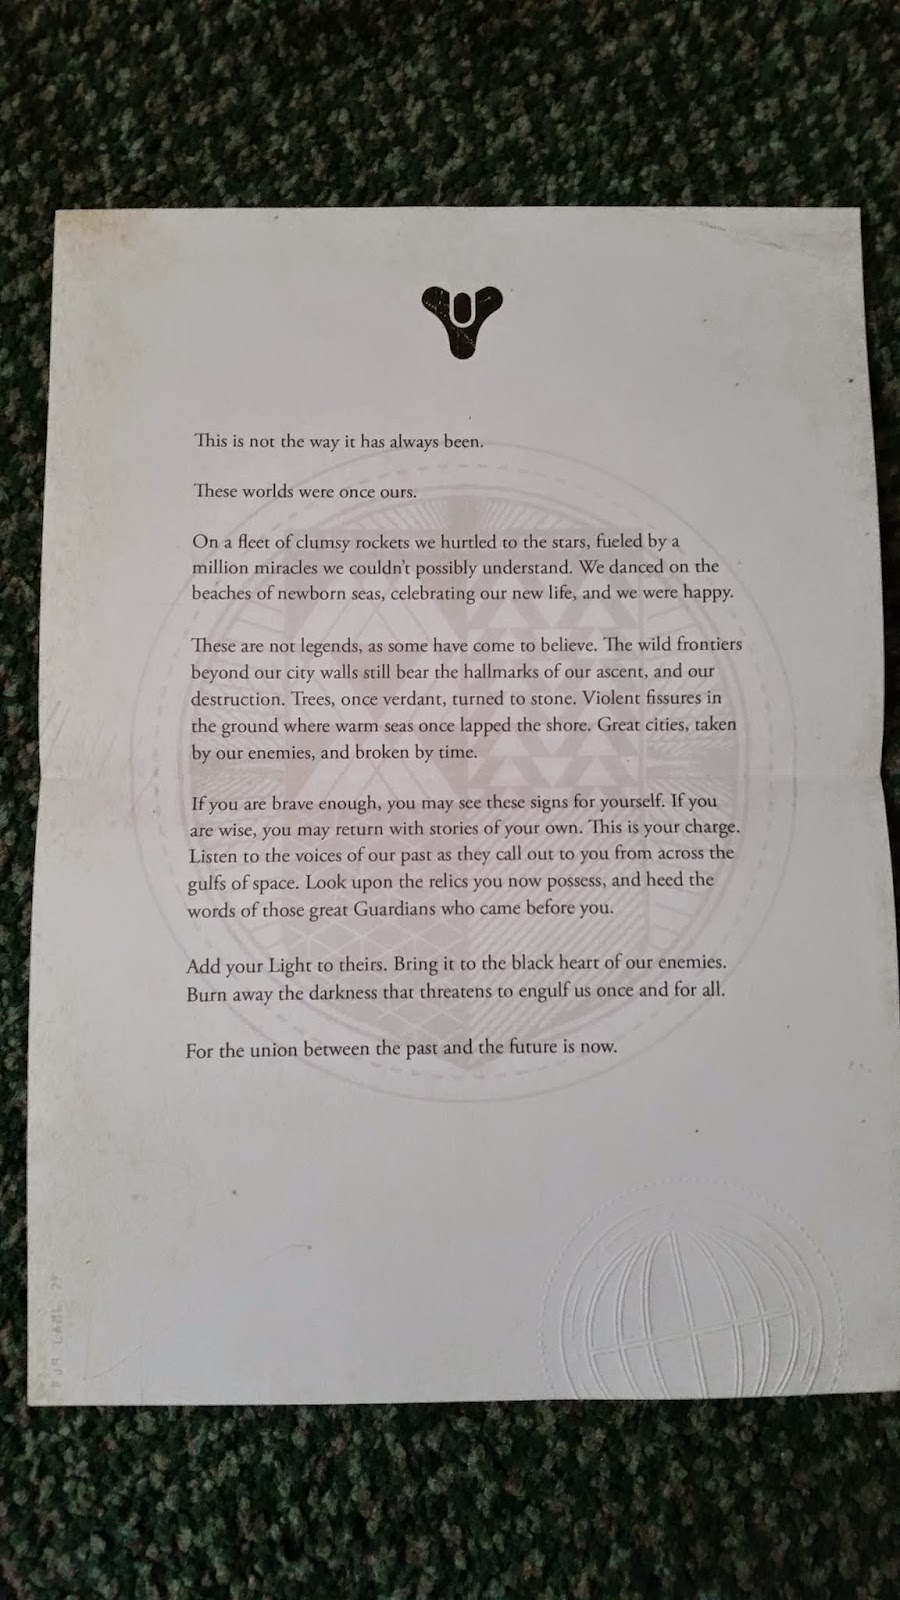 This is not the way it has always been.
These worlds were once ours.
On a fleet of clumsy rockets we hurtled to the stars, fueled by a
million miracles we couldn't possibly understand. We danced on the
beaches of newborn seas, celebrating our new life, and we were happy.
These are not legends, as some have come to believe. The wild frontiers
beyond our city walls still bear the hallmarks of our ascent, and our
destruction. Trees, once verdant, turned to stone. Violent fissures in
the ground where warm seas once lapped the shore. Great cities, taken
by our enemies, and broken by time.
If you are brave enough, you may see these signs for yourself. If you
are wise, you may return with stories of your own. This is your charge.
Listen to the voices of our past as they call out to you from across the
gulfs of space. Look upon the relics you now possess, and heed the
words of those great Guardians who came before you.
Add your Light to theirs. Bring it to the black heart of our enemies.
Burn away the darkness that threatens to engulf us once and for all.
For the union between the past and the future is now.